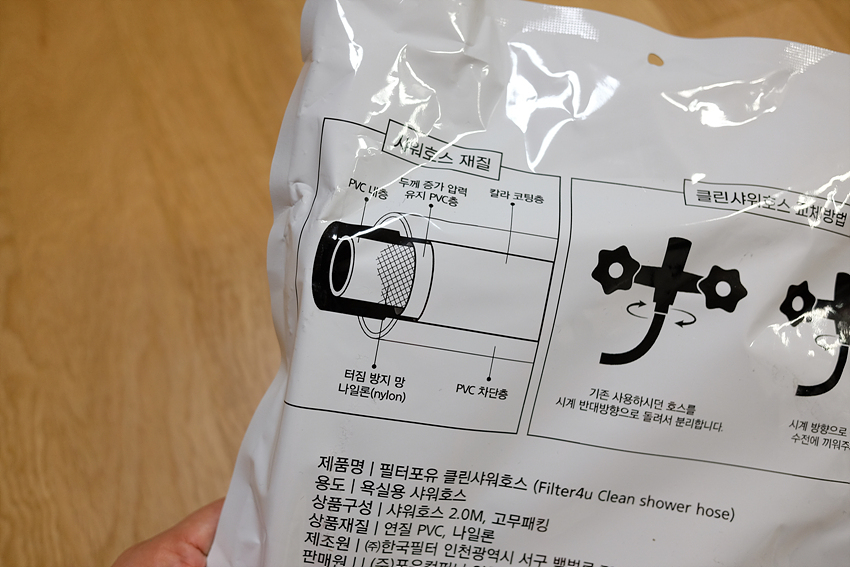 샤워호스 재질
PVC 내층
두께 증가 압력
유지 PVC층
칼라 코팅층
터짐 방지 망
나일론(nylon)
PVC 차단층
클린샤워호스 교체방법
기존 사용하시던 호스를
시계 반대방향으로 돌려서 분리합니다.
시계 방향으로
수전에 끼워주
제품명 | 필터포유 클린샤워호스 (Filter4u Clean shower hose)
용도 | 욕실용 샤워호스
상품구성 | 샤워호스 2.0M, 고무패킹
상품재질 | 연질 PVC, 나일론
제조원 | ㈜한국필터 인천광역시 서구 백범로
판매원 |